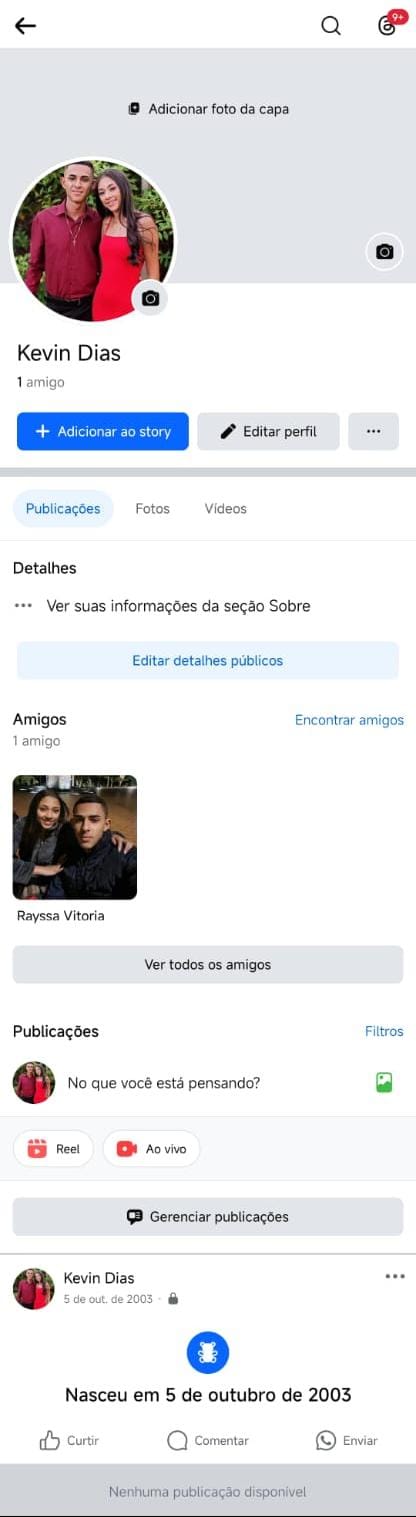 9+
Adicionar foto da capa
Kevin Dias
1 amigo
Adicionar ao story
Editar perfil
Publicações
Fotos
Vídeos
Detalhes
Ver suas informações da seção Sobre
Editar detalhes públicos
Amigos
Encontrar amigos
1 amigo
Rayssa Vitoria
Ver todos os amigos
Publicações
Filtros
No que você está pensando?
Reel
Ao vivo
Gerenciar publicações
Kevin Dias
5 de out. de 2003 ·
Nasceu em 5 de outubro de 2003
Curtir
Comentar
Enviar
Nenhuma publicação disponível